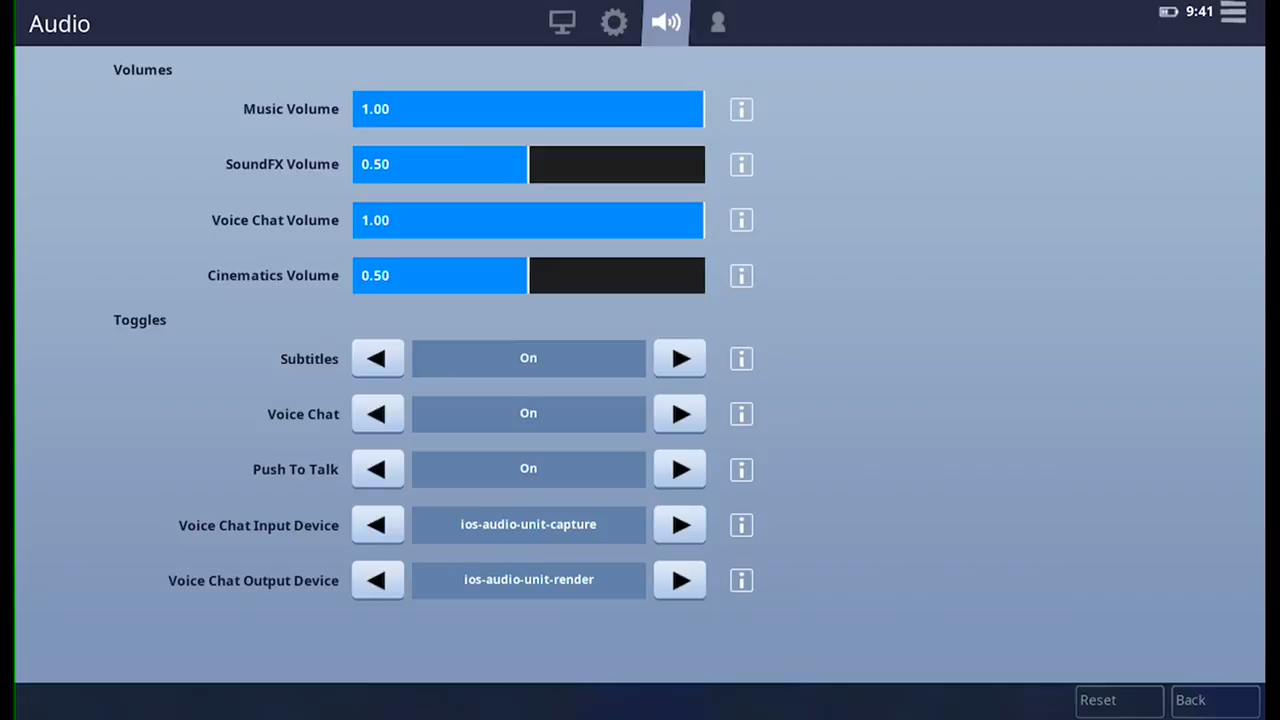 Audio
9:41
Volumes
Music Volume 1.00
SoundFX Volume 0.50
Voice Chat Volume 1.00
Cinematics Volume 0.50
Toggles
Subtitles On
Voice Chat On
Push To Talk On
Voice Chat Input Device ios-audio-unit-capture
Voice Chat Output Device ios-audio-unit-render
Reset Back